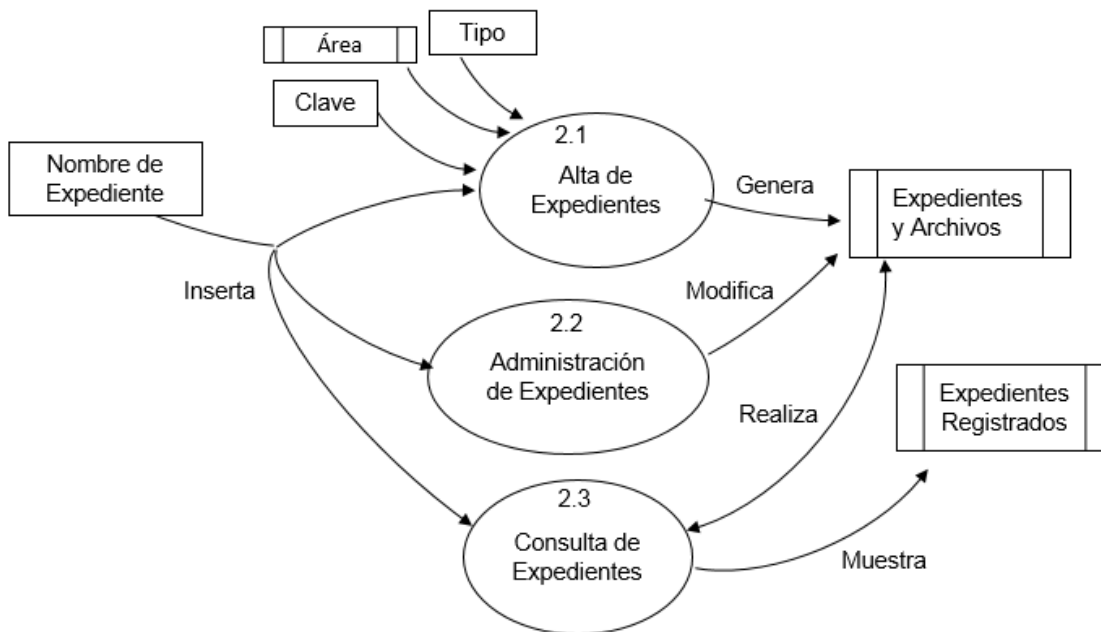 Tipo
Área
Clave
Nombre de
Expediente
2.1
Alta de
Expedientes
Genera
Expedientes
y Archivos
Inserta
Modifica
2.2
Administración
de Expedientes
Realiza
Expedientes
Registrados
2.3
Consulta de
Expedientes
Muestra